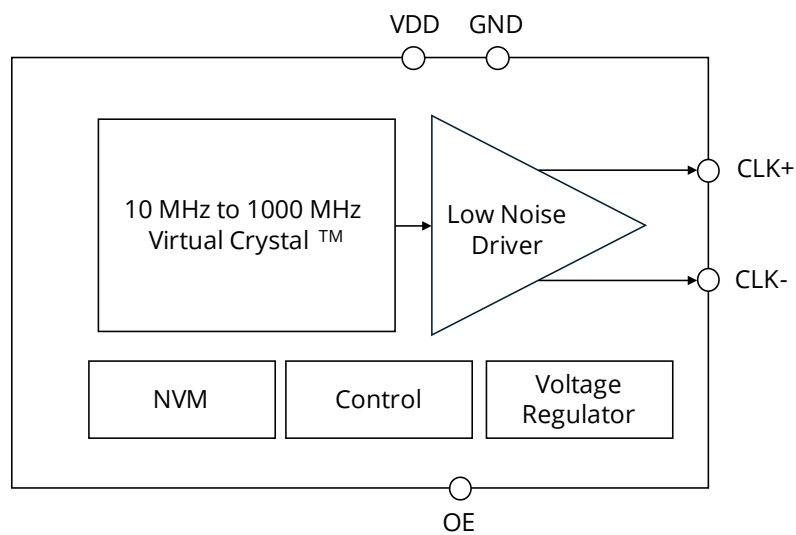 VDD GND
CLK+
10 MHz to 1000 MHz
Virtual Crystal ™
Low Noise
Driver
CLK-
NVM
Control
Voltage
Regulator
OE